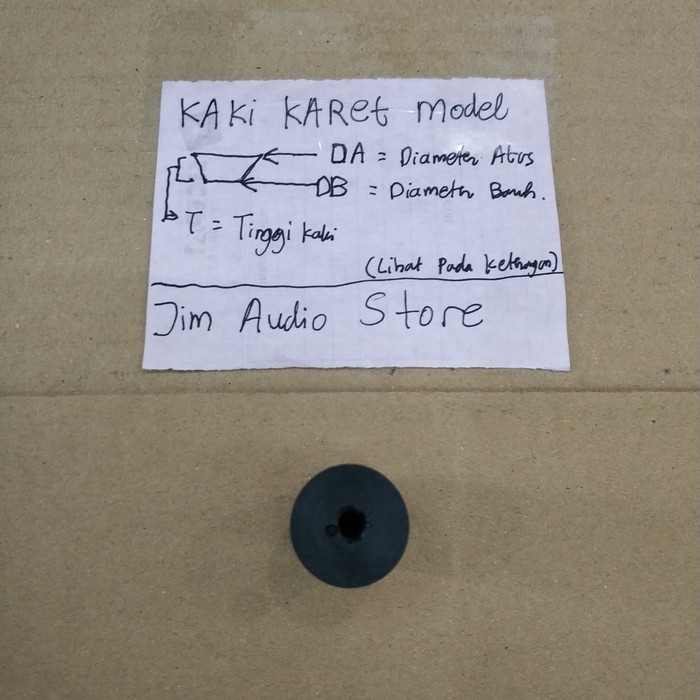 KAKi KARET Model
DA = Diameter Atas
DB = Diameter Bawah.
T = Tinggi kaki
(Lihat Pada Keterangan)
Jim Audio Store